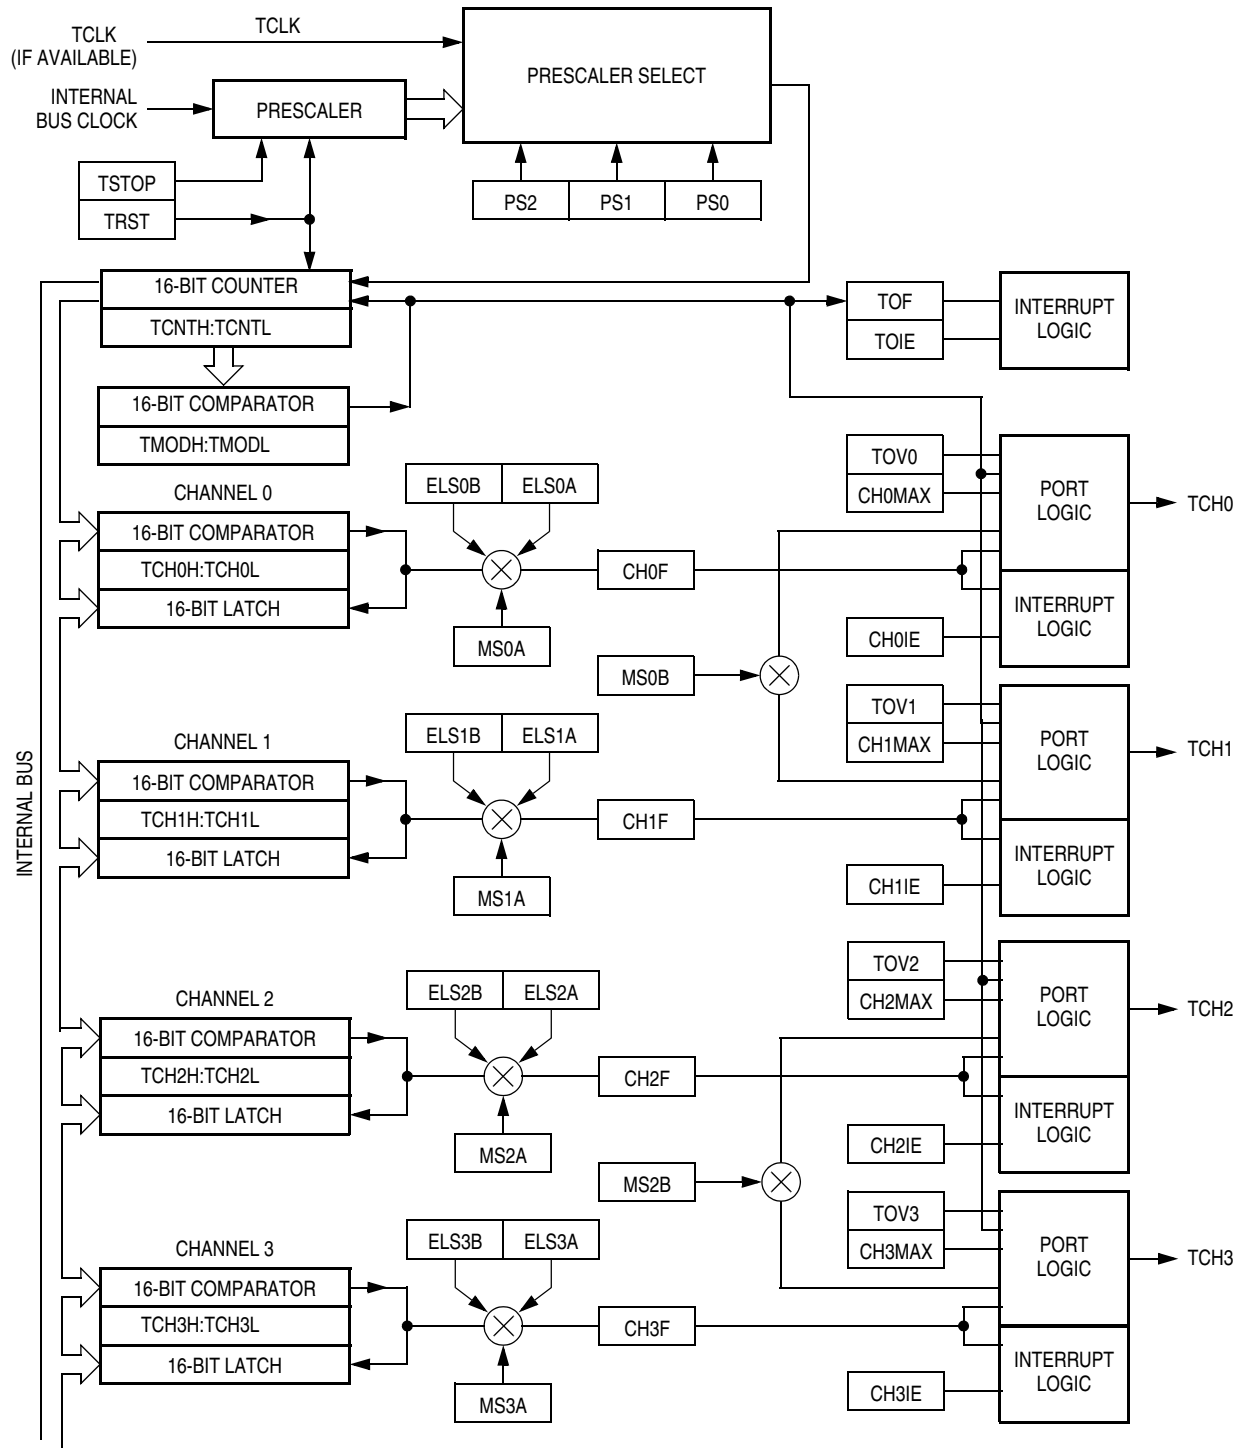 TCLK
(IF AVAILABLE)
TCLK
PRESCALER SELECT
INTERNAL
BUS CLOCK
PRESCALER
TSTOP
TRST
PS2
PS1
PS0
16-BIT COUNTER
TCNTH:TCNTL
TOF
TOIE
INTERRUPT
LOGIC
16-BIT COMPARATOR
TMODH:TMODL
INTERNAL BUS
CHANNEL 0
16-BIT COMPARATOR
TCH0H:TCH0L
16-BIT LATCH
ELS0B
ELS0A
MS0A
CH0F
TOV0
CH0MAX
PORT
LOGIC
TCH0
INTERRUPT
LOGIC
CH0IE
MS0B
CHANNEL 1
16-BIT COMPARATOR
TCH1H:TCH1L
16-BIT LATCH
ELS1B
ELS1A
MS1A
CH1F
TOV1
CH1MAX
PORT
LOGIC
TCH1
INTERRUPT
LOGIC
CH1IE
CHANNEL 2
16-BIT COMPARATOR
TCH2H:TCH2L
16-BIT LATCH
ELS2B
ELS2A
MS2A
CH2F
TOV2
CH2MAX
PORT
LOGIC
TCH2
INTERRUPT
LOGIC
CH2IE
MS2B
CHANNEL 3
16-BIT COMPARATOR
TCH3H:TCH3L
16-BIT LATCH
ELS3B
ELS3A
MS3A
CH3F
TOV3
CH3MAX
PORT
LOGIC
TCH3
INTERRUPT
LOGIC
CH3IE